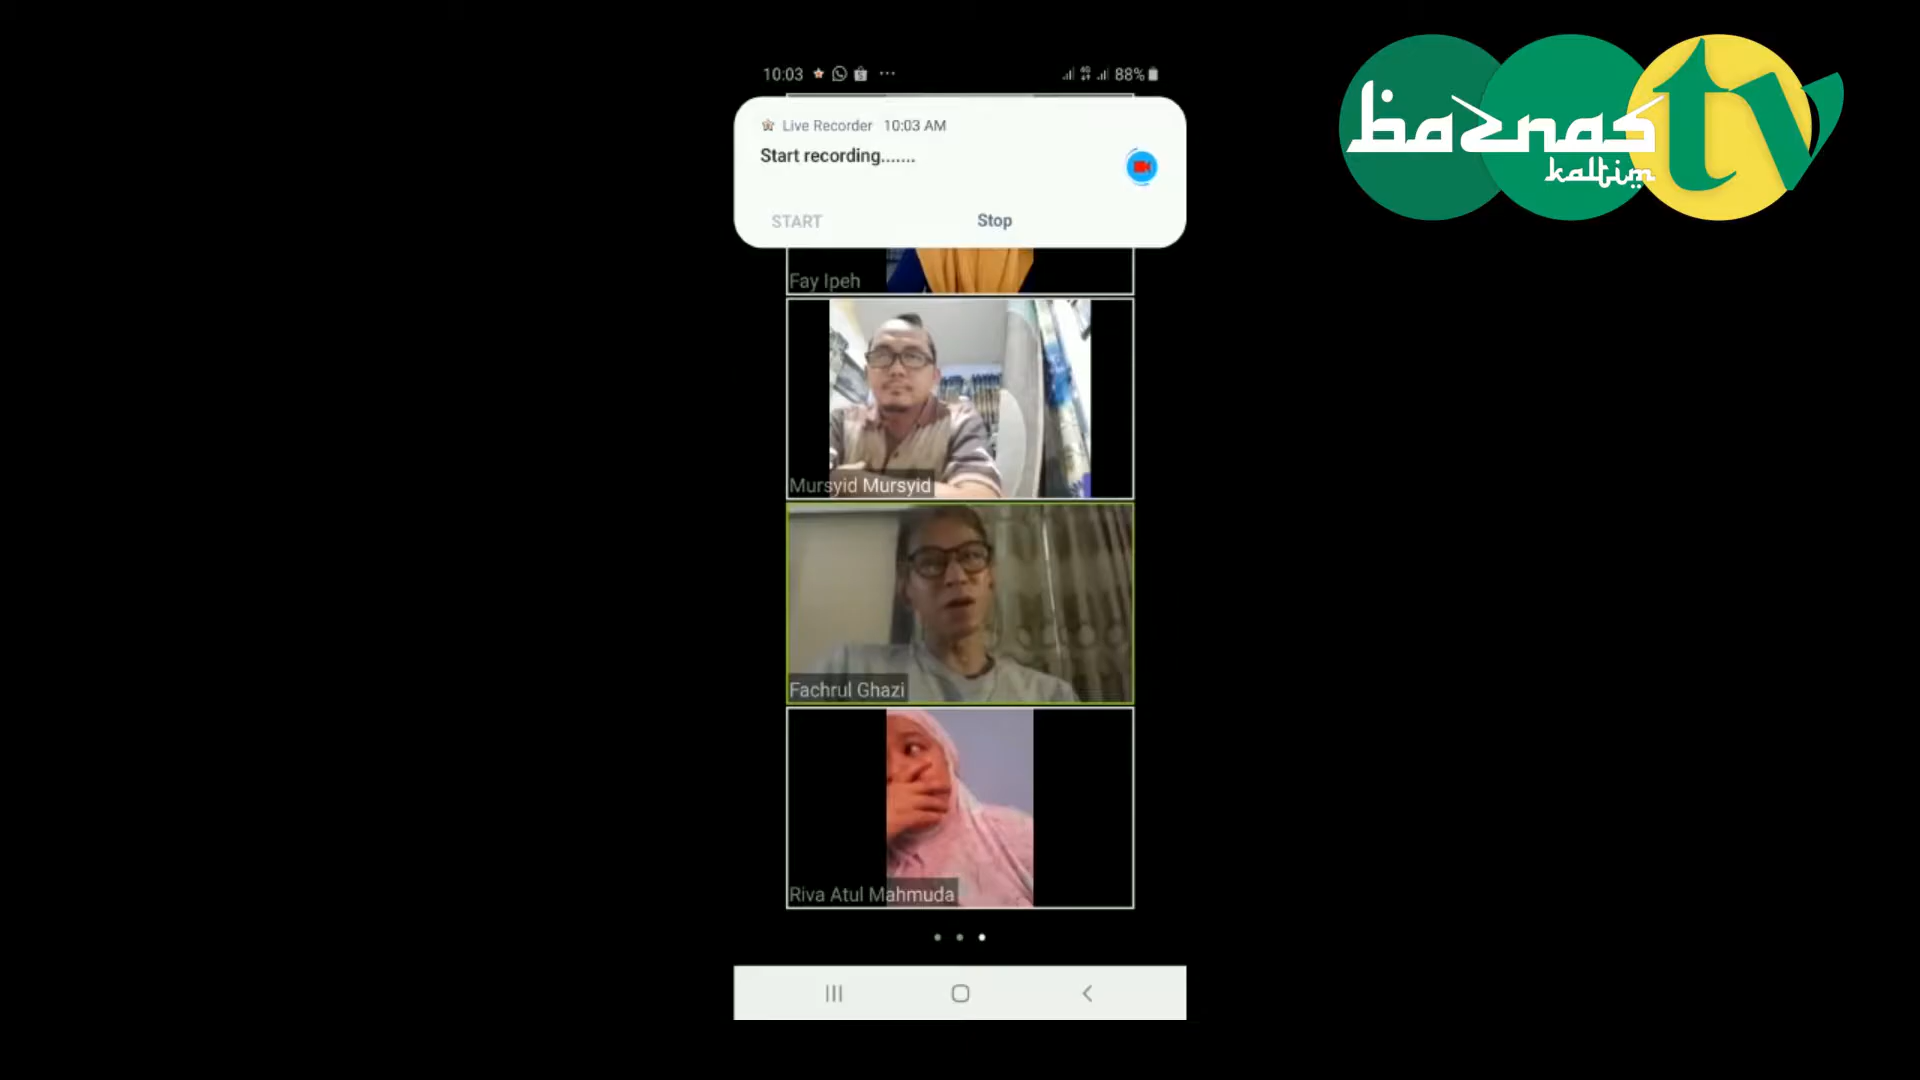 10:03 88%
Live Recorder 10:03 AM
Start recording.......
START Stop
Fay Ipeh
Mursyid Mursyid
Fachrul Ghazi
Riva Atul Mahmuda
baznas tv
kaltim